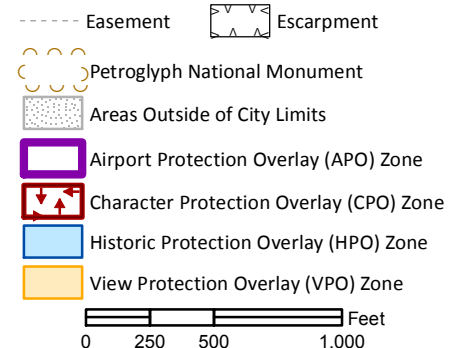 Easement Escarpment
Petroglyph National Monument
Areas Outside of City Limits
Airport Protection Overlay (APO) Zone
Character Protection Overlay (CPO) Zone
Historic Protection Overlay (HPO) Zone
View Protection Overlay (VPO) Zone
Feet
0 250 500 1,000